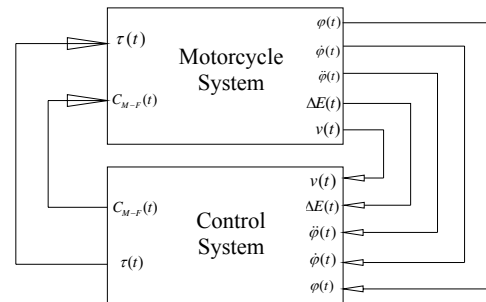 φ(t)
τ(t)
φ̇(t)
Motorcycle
System
φ̈(t)
C_{M-F}(t)
ΔE(t)
v(t)
v(t)
C_{M-F}(t)
ΔE(t)
Control
System
φ̈(t)
τ(t)
φ̇(t)
φ(t)